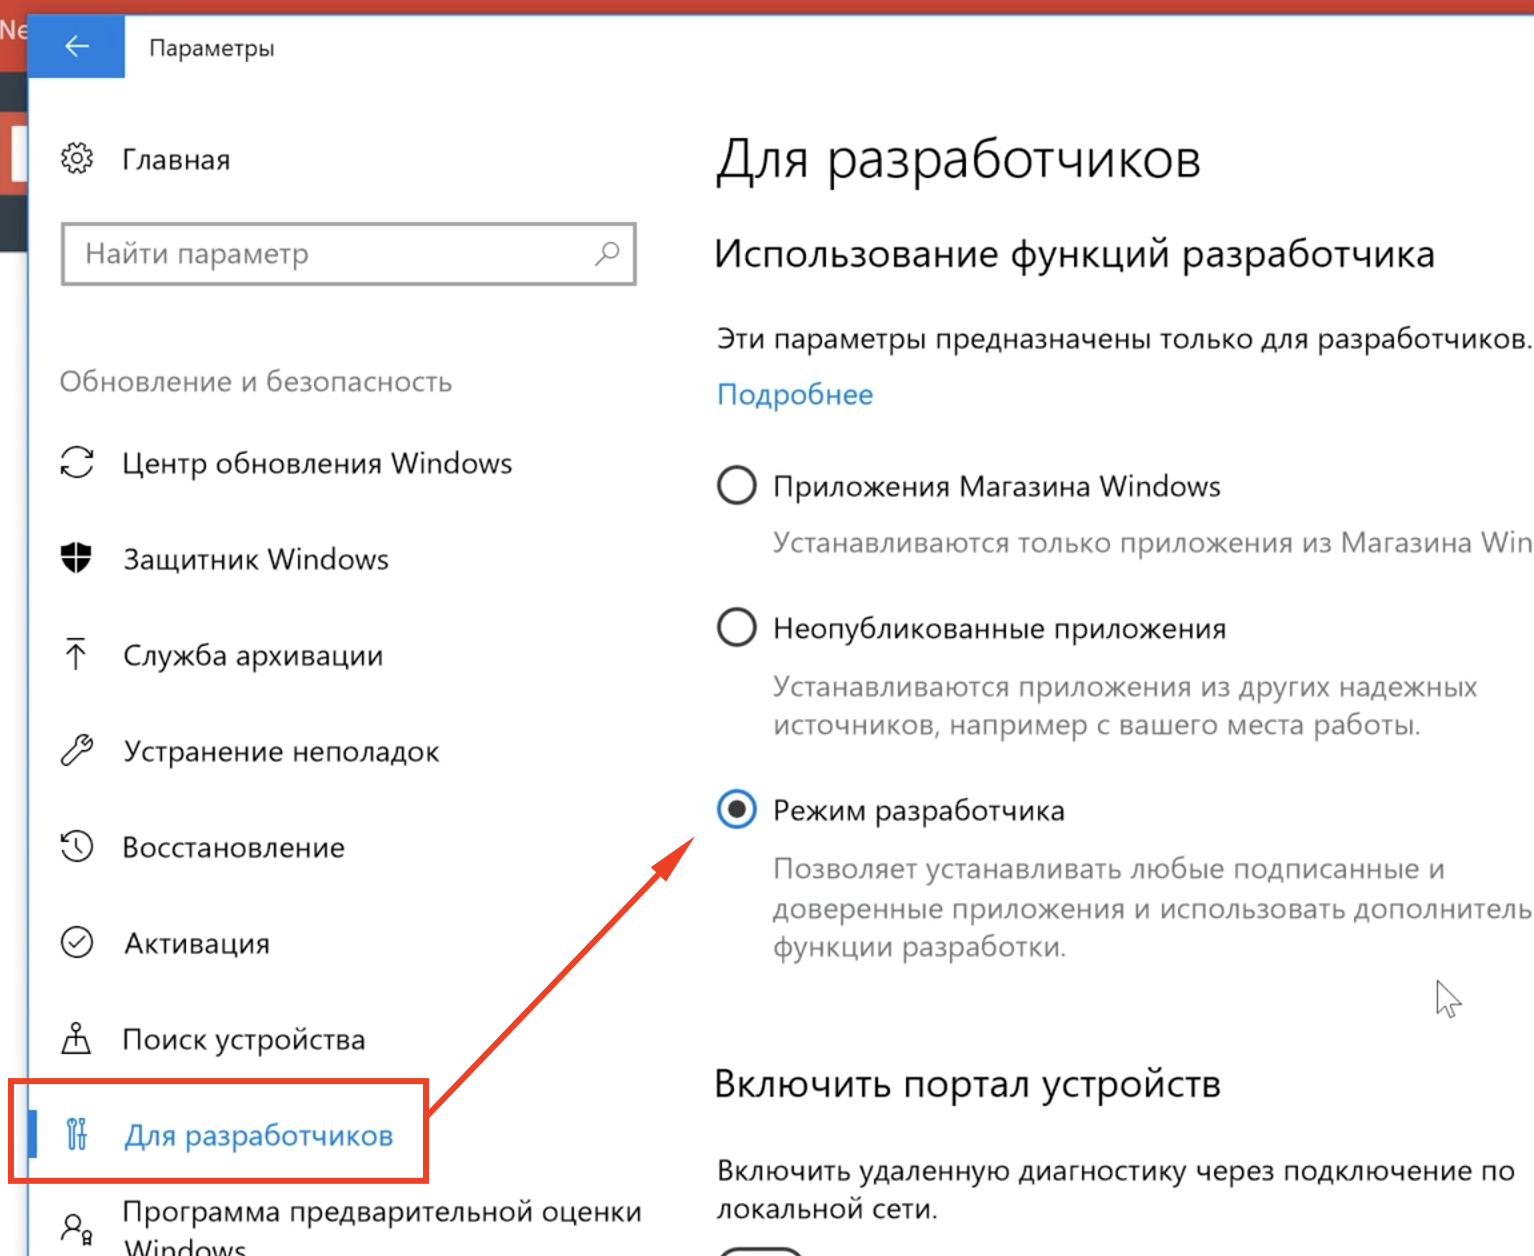 Ne
Параметры
Главная
Найти параметр
Обновление и безопасность
Центр обновления Windows
Защитник Windows
Служба архивации
Устранение неполадок
Восстановление
Активация
Поиск устройства
Для разработчиков
Программа предварительной оценки
Windows
Для разработчиков
Использование функций разработчика
Эти параметры предназначены только для разработчиков.
Подробнее
Приложения Магазина Windows
Устанавливаются только приложения из Магазина Win
Неопубликованные приложения
Устанавливаются приложения из других надежных
источников, например с вашего места работы.
Режим разработчика
Позволяет устанавливать любые подписанные и
доверенные приложения и использовать дополнитель
функции разработки.
Включить портал устройств
Включить удаленную диагностику через подключение по
локальной сети.